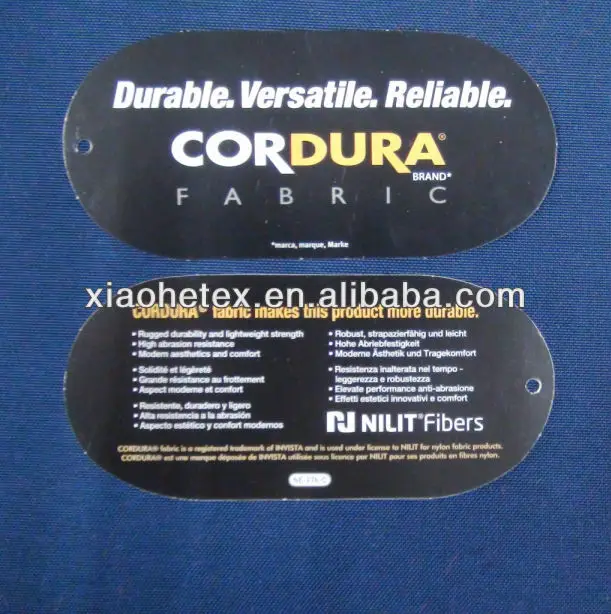 Durable. Versatile. Reliable.
CORDURA®
BRAND*
FABRIC
*marca, marque, Marke
xiaohetex.en.alibaba.com
CORDURA® fabric makes this product more durable.
• Rugged durability and lightweight strength
• High abrasion resistance
• Modern aesthetics and comfort
• Solidité et légèreté
• Grande résistance au frottement
• Aspect moderne et confort
• Resistente, duradero y ligero
• Alta resistencia a la abrasión
• Aspecto estético y confort modernos
• Robust, strapazierfähig und leicht
• Hohe Abriebfestigkeit
• Moderne Ästhetik und Tragekomfort
• Resistenza inalterata nel tempo -
leggerezza e robustezza
• Elevate performance anti-abrasione
• Effetti estetici innovativi e comfort
NILIT® Fibers
CORDURA® fabric is a registered trademark of INVISTA and is used under license to NILIT for nylon fabric products.
CORDURA® est une marque déposée de INVISTA utilisée sous licence par NILIT pour ses produits en fibres nylon.